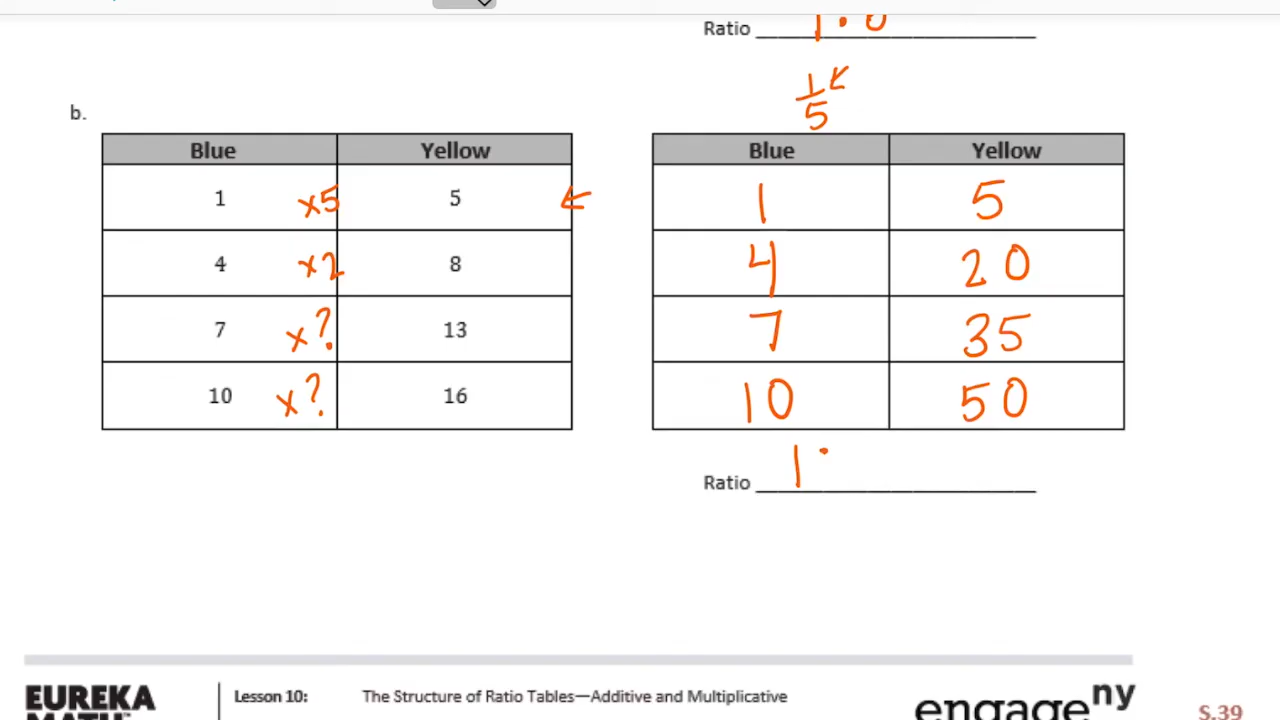 Ratio 1:
1/5
b.
Blue Yellow
1 x5 5
4 x2 8
7 x? 13
10 x? 16
Blue Yellow
1 5
4 20
7 35
10 50
Ratio 1
EUREKA
MATH™
Lesson 10: The Structure of Ratio Tables—Additive and Multiplicative
engage ny
S.39